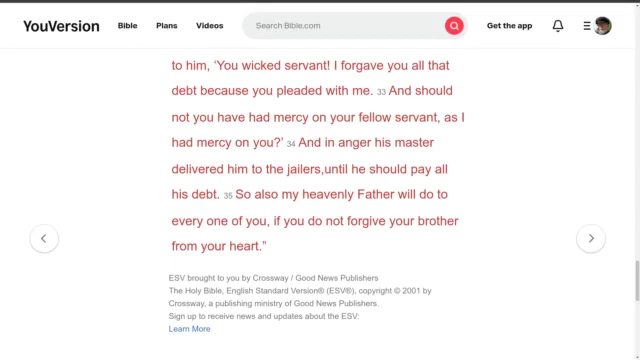 YouVersion Bible Plans Videos Search Bible.com Get the app
to him, ‘You wicked servant! I forgave you all that
debt because you pleaded with me. 33 And should
not you have had mercy on your fellow servant, as I
had mercy on you?’ 34 And in anger his master
delivered him to the jailers,until he should pay all
his debt. 35 So also my heavenly Father will do to
every one of you, if you do not forgive your brother
from your heart.”
ESV brought to you by Crossway / Good News Publishers
The Holy Bible, English Standard Version® (ESV®), copyright © 2001 by
Crossway, a publishing ministry of Good News Publishers.
Sign up to receive news and updates about the ESV:
Learn More